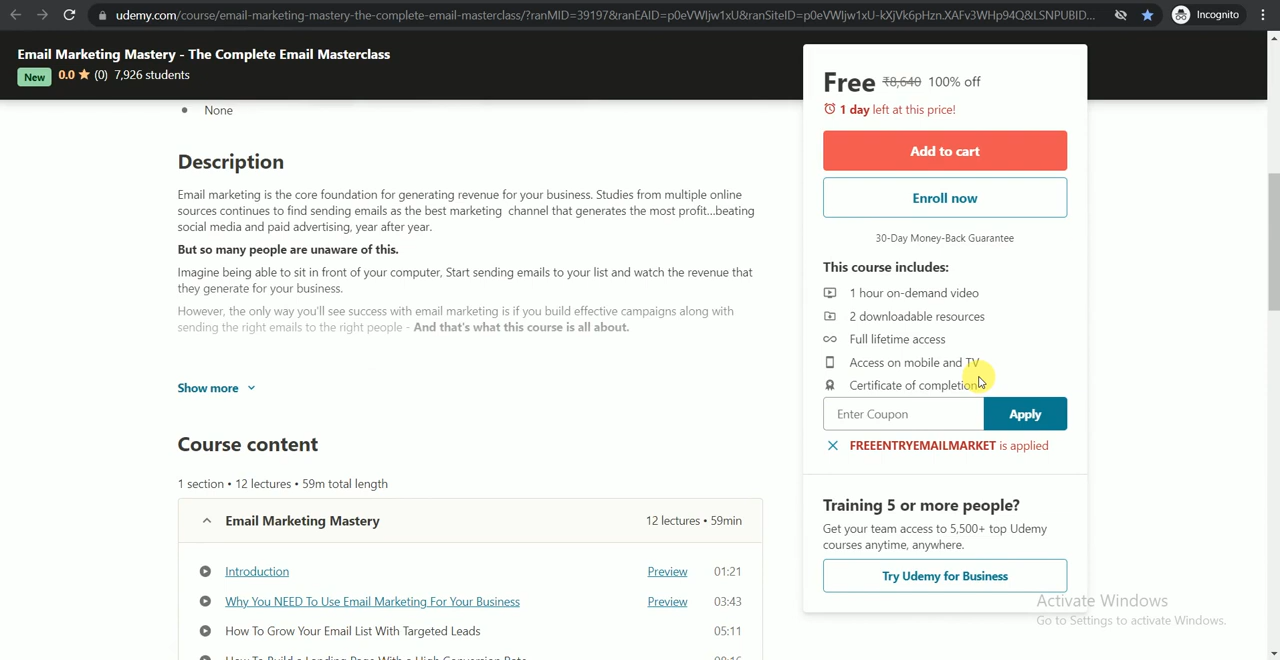 udemy.com/course/email-marketing-mastery-the-complete-email-masterclass/?ranMID=39197&ranEAID=p0eVWIjw1xU&ranSiteID=p0eVWIjw1xU-kXjVk6pHzn.XAFv3WHp94Q&LSNPUBID...
Incognito
Email Marketing Mastery - The Complete Email Masterclass
New 0.0 ★ (0) 7,926 students
Free ₹8,640 100% off
1 day left at this price!
Add to cart
Enroll now
30-Day Money-Back Guarantee
This course includes:
1 hour on-demand video
2 downloadable resources
Full lifetime access
Access on mobile and TV
Certificate of completion
Enter Coupon Apply
FREEENTRYEMAILMARKET is applied
Training 5 or more people?
Get your team access to 5,500+ top Udemy
courses anytime, anywhere.
Try Udemy for Business
• None
Description
Email marketing is the core foundation for generating revenue for your business. Studies from multiple online
sources continues to find sending emails as the best marketing channel that generates the most profit...beating
social media and paid advertising, year after year.
But so many people are unaware of this.
Imagine being able to sit in front of your computer, Start sending emails to your list and watch the revenue that
they generate for your business.
However, the only way you'll see success with email marketing is if you build effective campaigns along with
sending the right emails to the right people - And that's what this course is all about.
Show more
Course content
1 section • 12 lectures • 59m total length
Email Marketing Mastery 12 lectures • 59min
Introduction Preview 01:21
Why You NEED To Use Email Marketing For Your Business Preview 03:43
How To Grow Your Email List With Targeted Leads 05:11
How To Build a Landing Page With a High Conversion Rate 08:16
Activate Windows
Go to Settings to activate Windows.